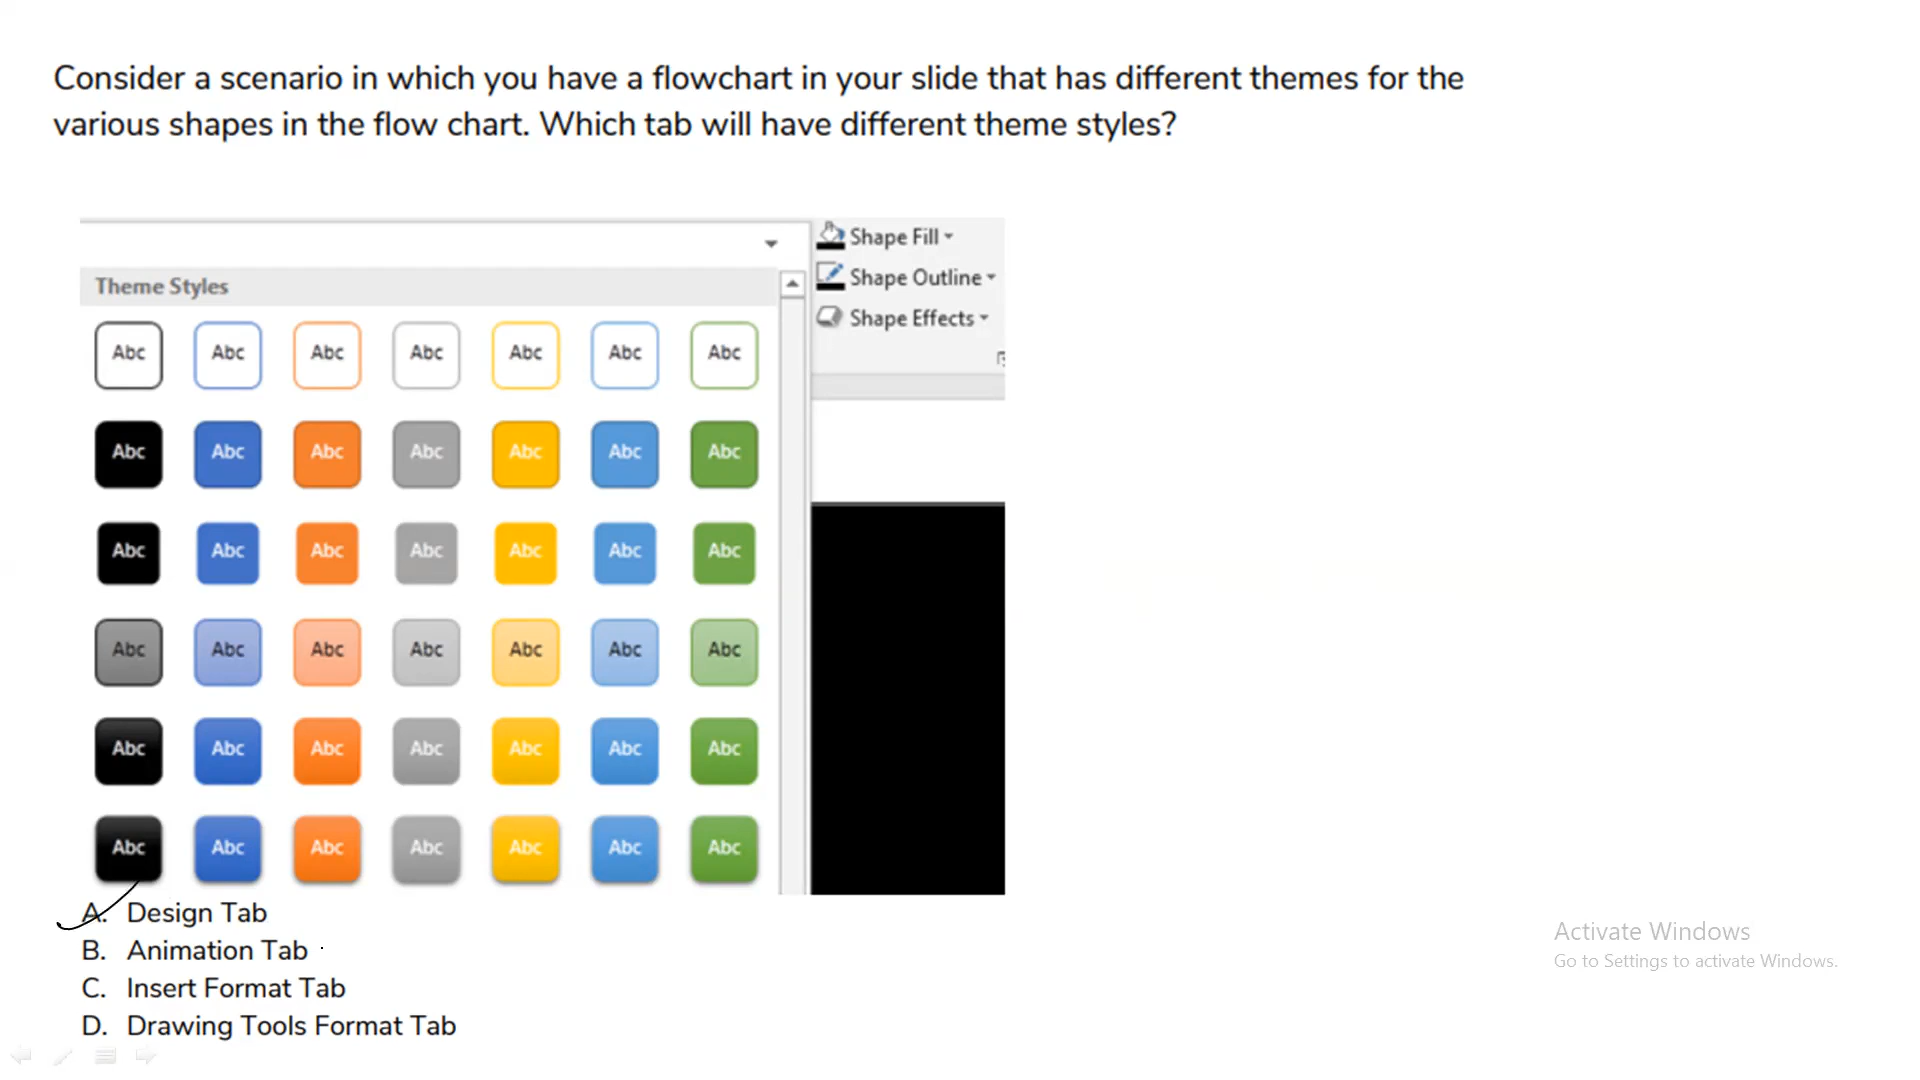 Consider a scenario in which you have a flowchart in your slide that has different themes for the
various shapes in the flow chart. Which tab will have different theme styles?
Shape Fill
Shape Outline
Shape Effects
Theme Styles
Abc Abc Abc Abc Abc Abc Abc
Abc Abc Abc Abc Abc Abc Abc
Abc Abc Abc Abc Abc Abc Abc
Abc Abc Abc Abc Abc Abc Abc
Abc Abc Abc Abc Abc Abc Abc
Abc Abc Abc Abc Abc Abc Abc
A. Design Tab
B. Animation Tab
C. Insert Format Tab
D. Drawing Tools Format Tab
Activate Windows
Go to Settings to activate Windows.